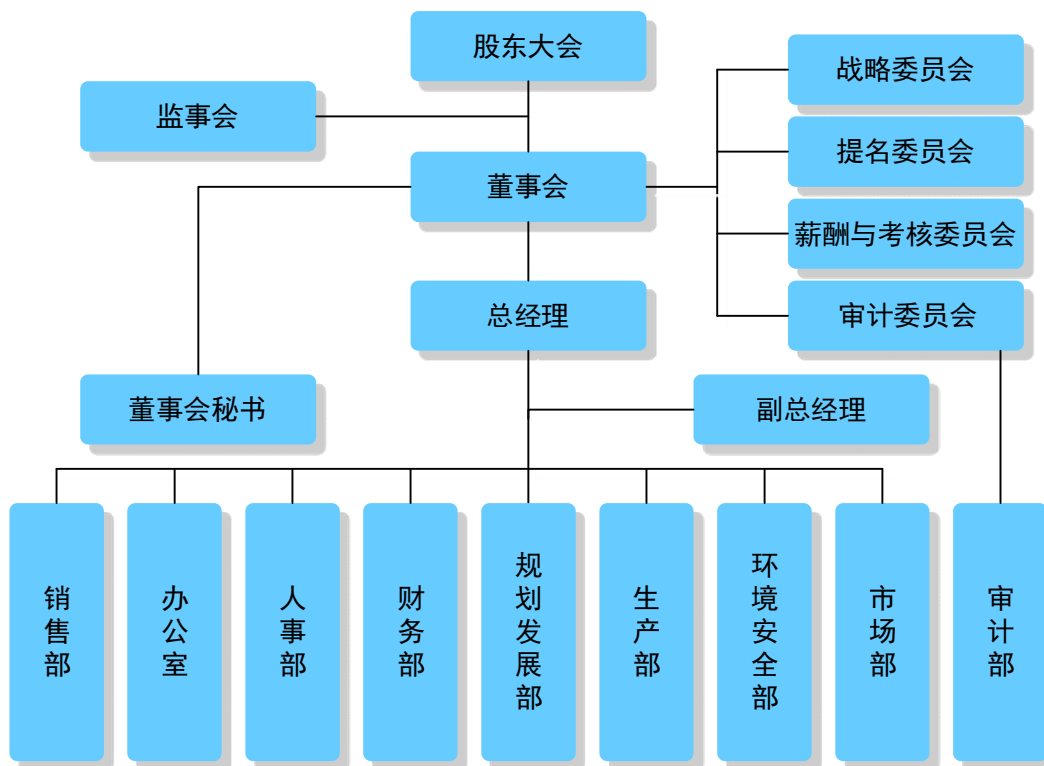 股东大会
战略委员会
监事会
提名委员会
董事会
薪酬与考核委员会
总经理
审计委员会
董事会秘书
副总经理
销售部
办公室
人事部
财务部
规划发展部
生产部
环境安全部
市场部
审计部